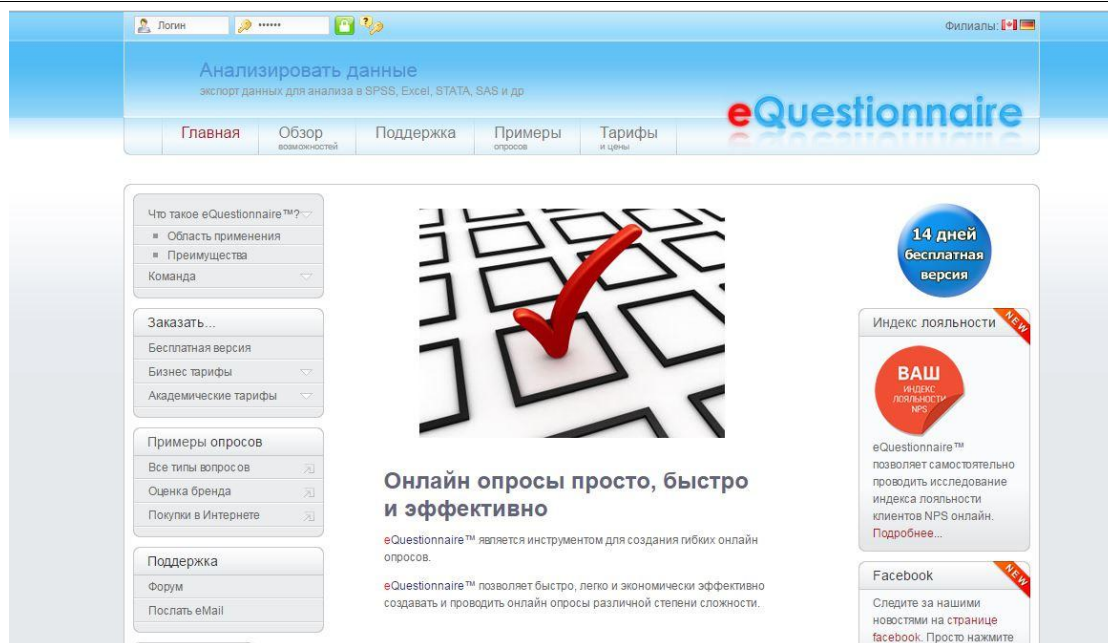 Логин
••••••
Филиалы:
Анализировать данные
экспорт данных для анализа в SPSS, Excel, STATA, SAS и др
eQuestionnaire
Главная
Обзор
возможностей
Поддержка
Примеры
опросов
Тарифы
и цены
Что такое eQuestionnaire™?
Область применения
Преимущества
Команда
Заказать...
Бесплатная версия
Бизнес тарифы
Академические тарифы
Примеры опросов
Все типы вопросов
Оценка бренда
Покупки в Интернете
Поддержка
Форум
Послать eMail
Онлайн опросы просто, быстро
и эффективно
eQuestionnaire™ является инструментом для создания гибких онлайн
опросов.
eQuestionnaire™ позволяет быстро, легко и экономически эффективно
создавать и проводить онлайн опросы различной степени сложности.
14 дней
бесплатная
версия
Индекс лояльности
NEW
ВАШ
ИНДЕКС
ЛОЯЛЬНОСТИ
NPS
eQuestionnaire™
позволяет самостоятельно
проводить исследование
индекса лояльности
клиентов NPS онлайн.
Подробнее...
Facebook
NEW
Следите за нашими
новостями на странице
facebook. Просто нажмите